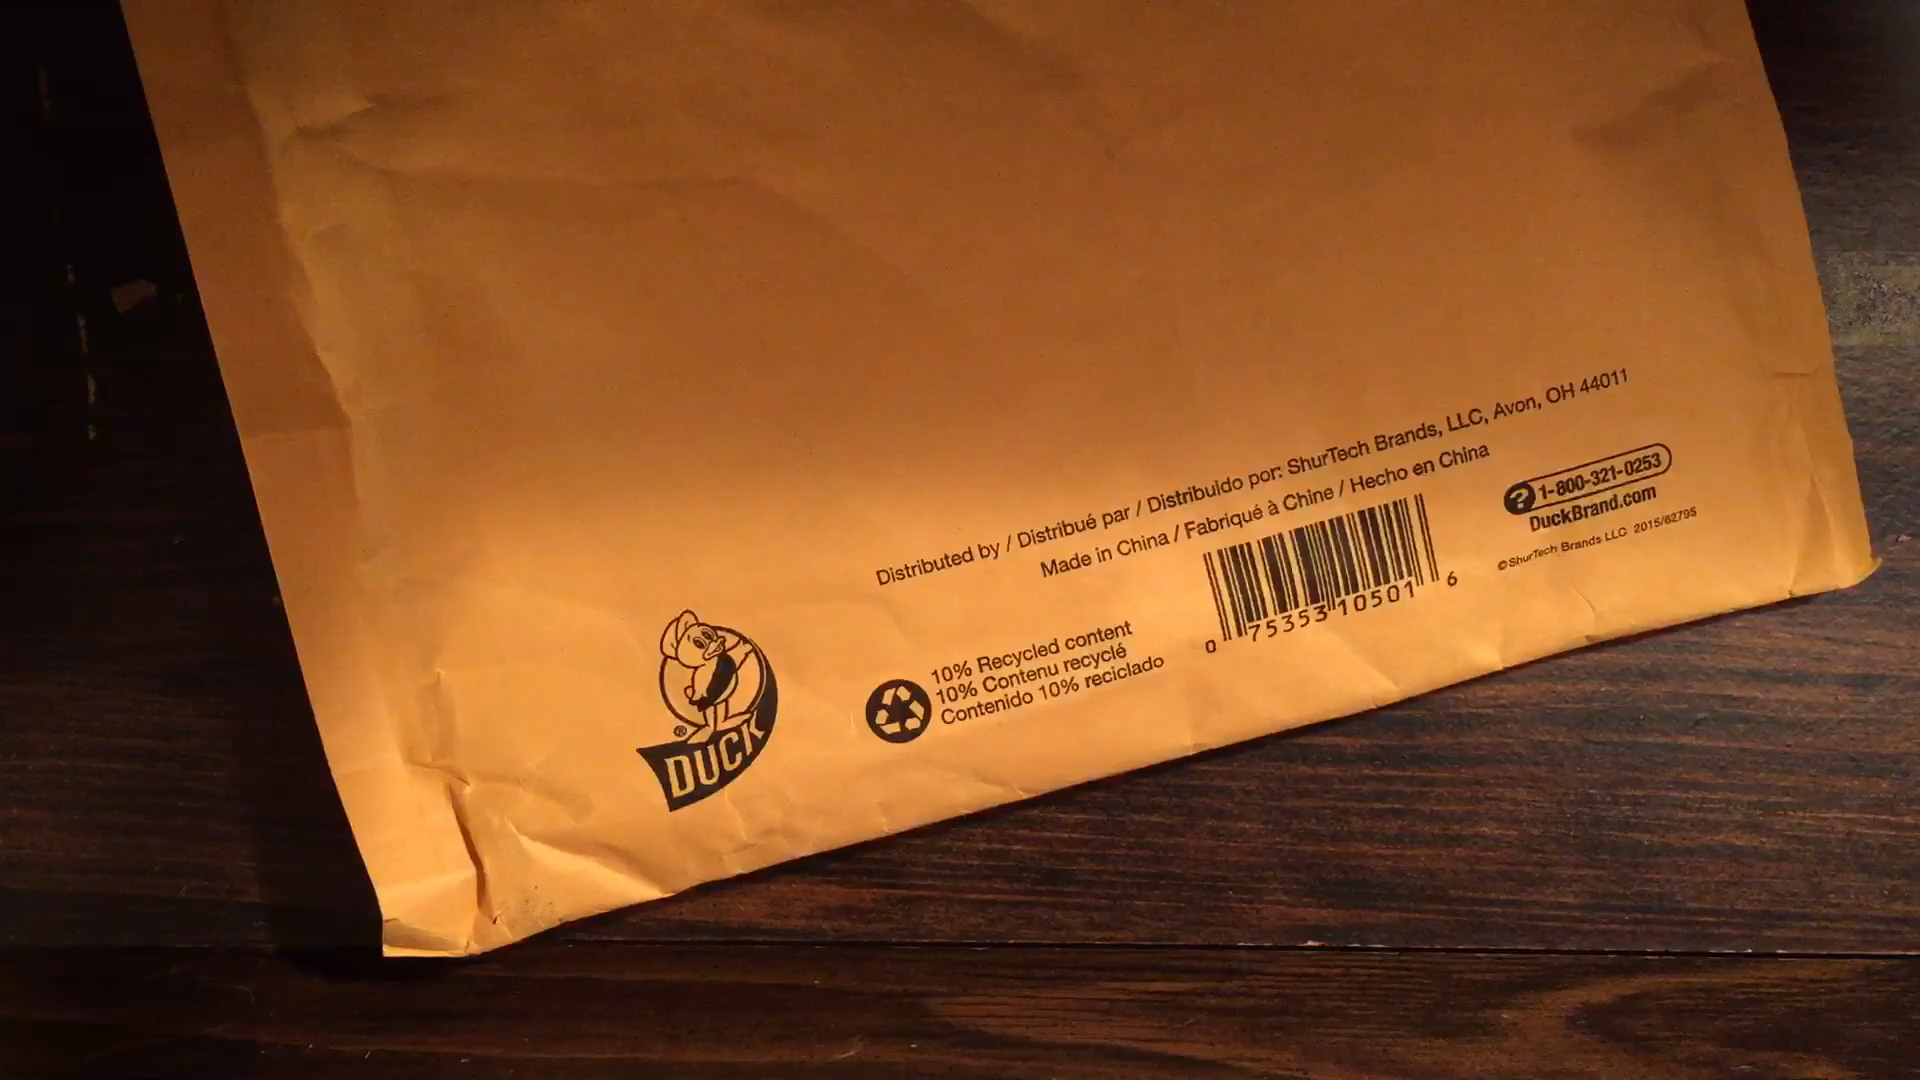 Distributed by / Distribué par / Distribuido por: ShurTech Brands, LLC, Avon, OH 44011
Made in China / Fabriqué à Chine / Hecho en China
1-800-321-0253
DuckBrand.com
©ShurTech Brands LLC 2015/62795
0 75353 10501 6
10% Recycled content
10% Contenu recyclé
Contenido 10% reciclado
®
DUCK